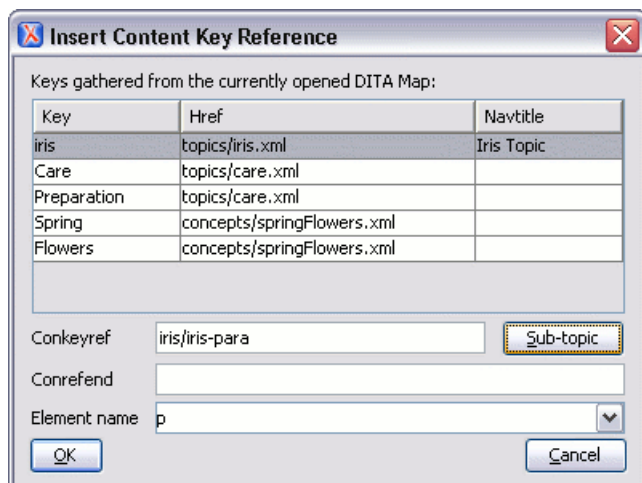 Insert Content Key Reference
Keys gathered from the currently opened DITA Map:
Key Href Navtitle
iris topics/iris.xml Iris Topic
Care topics/care.xml
Preparation topics/care.xml
Spring concepts/springFlowers.xml
Flowers concepts/springFlowers.xml
Conkeyref iris/iris-para Sub-topic
Conrefend
Element name p
OK Cancel